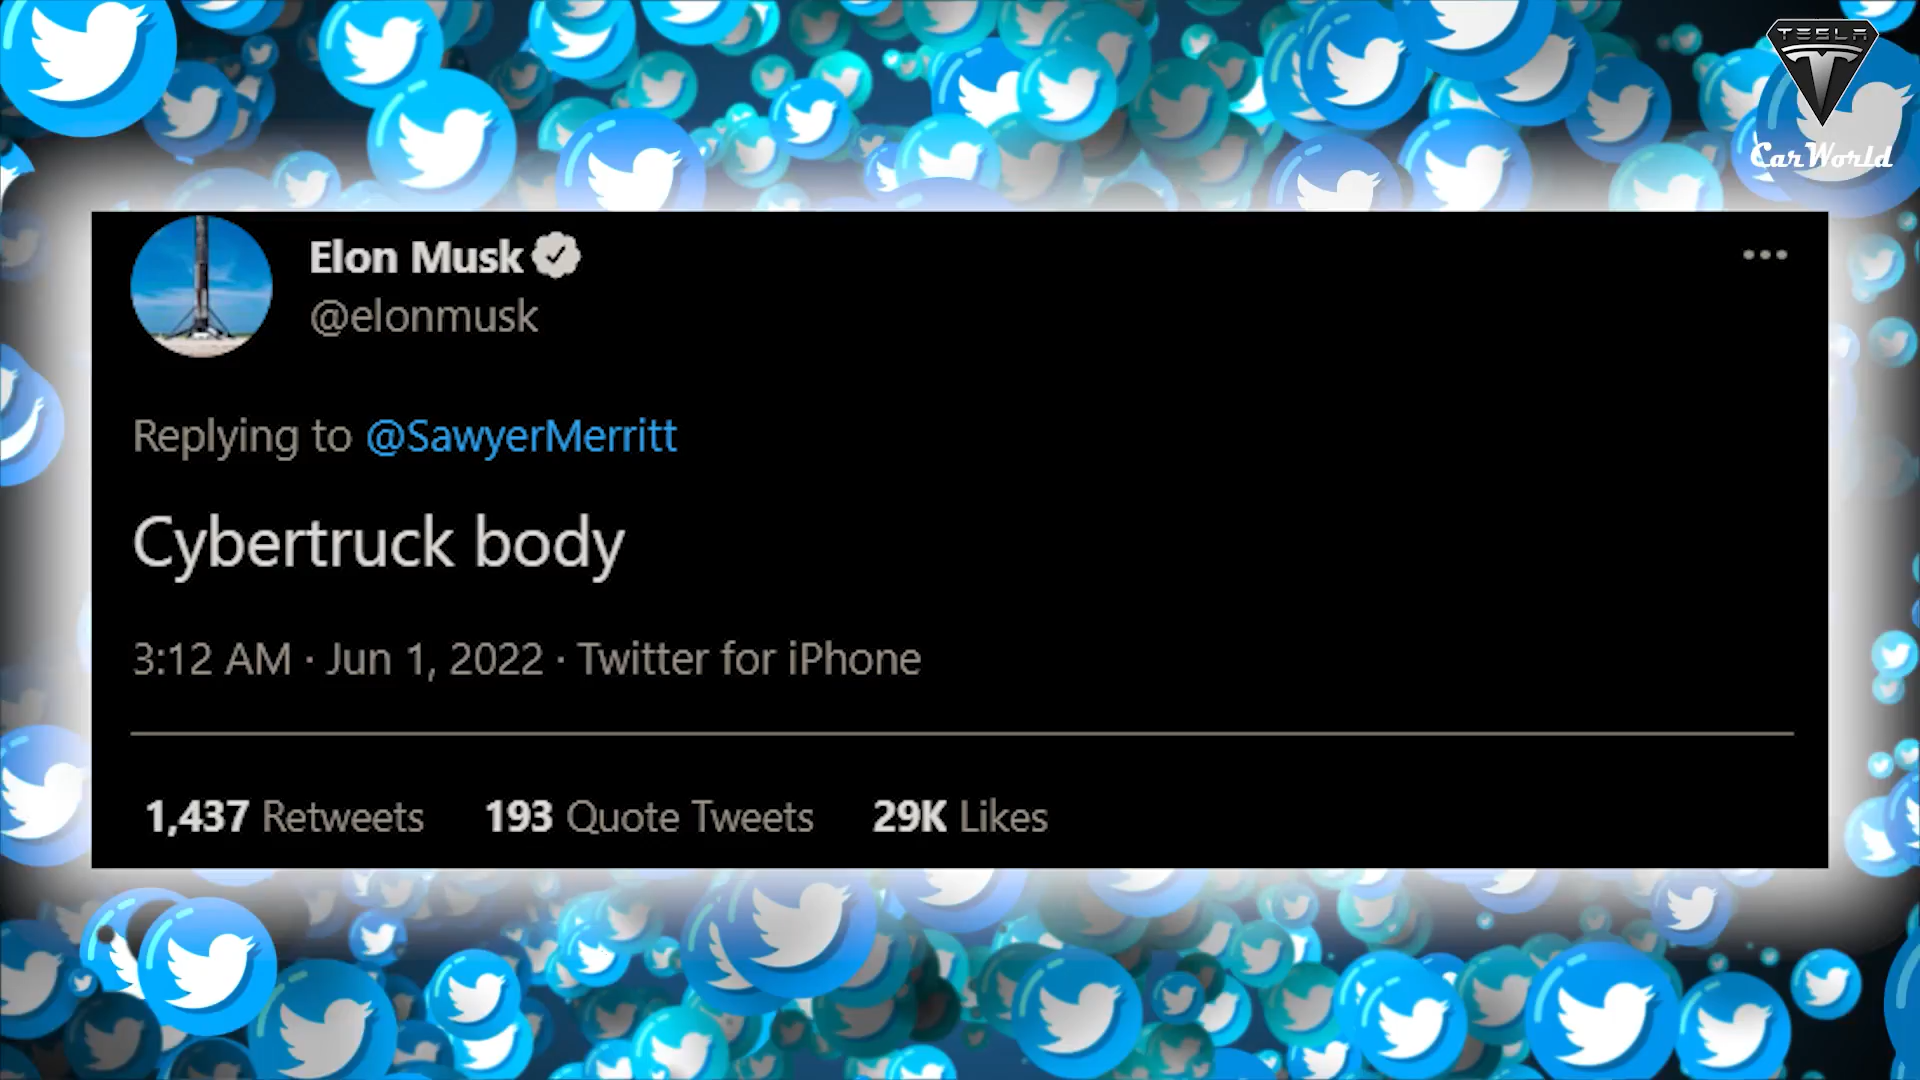 TESLA
Car World
Elon Musk
@elonmusk
Replying to @SawyerMerritt
Cybertruck body
3:12 AM · Jun 1, 2022 · Twitter for iPhone
1,437 Retweets 193 Quote Tweets 29K Likes